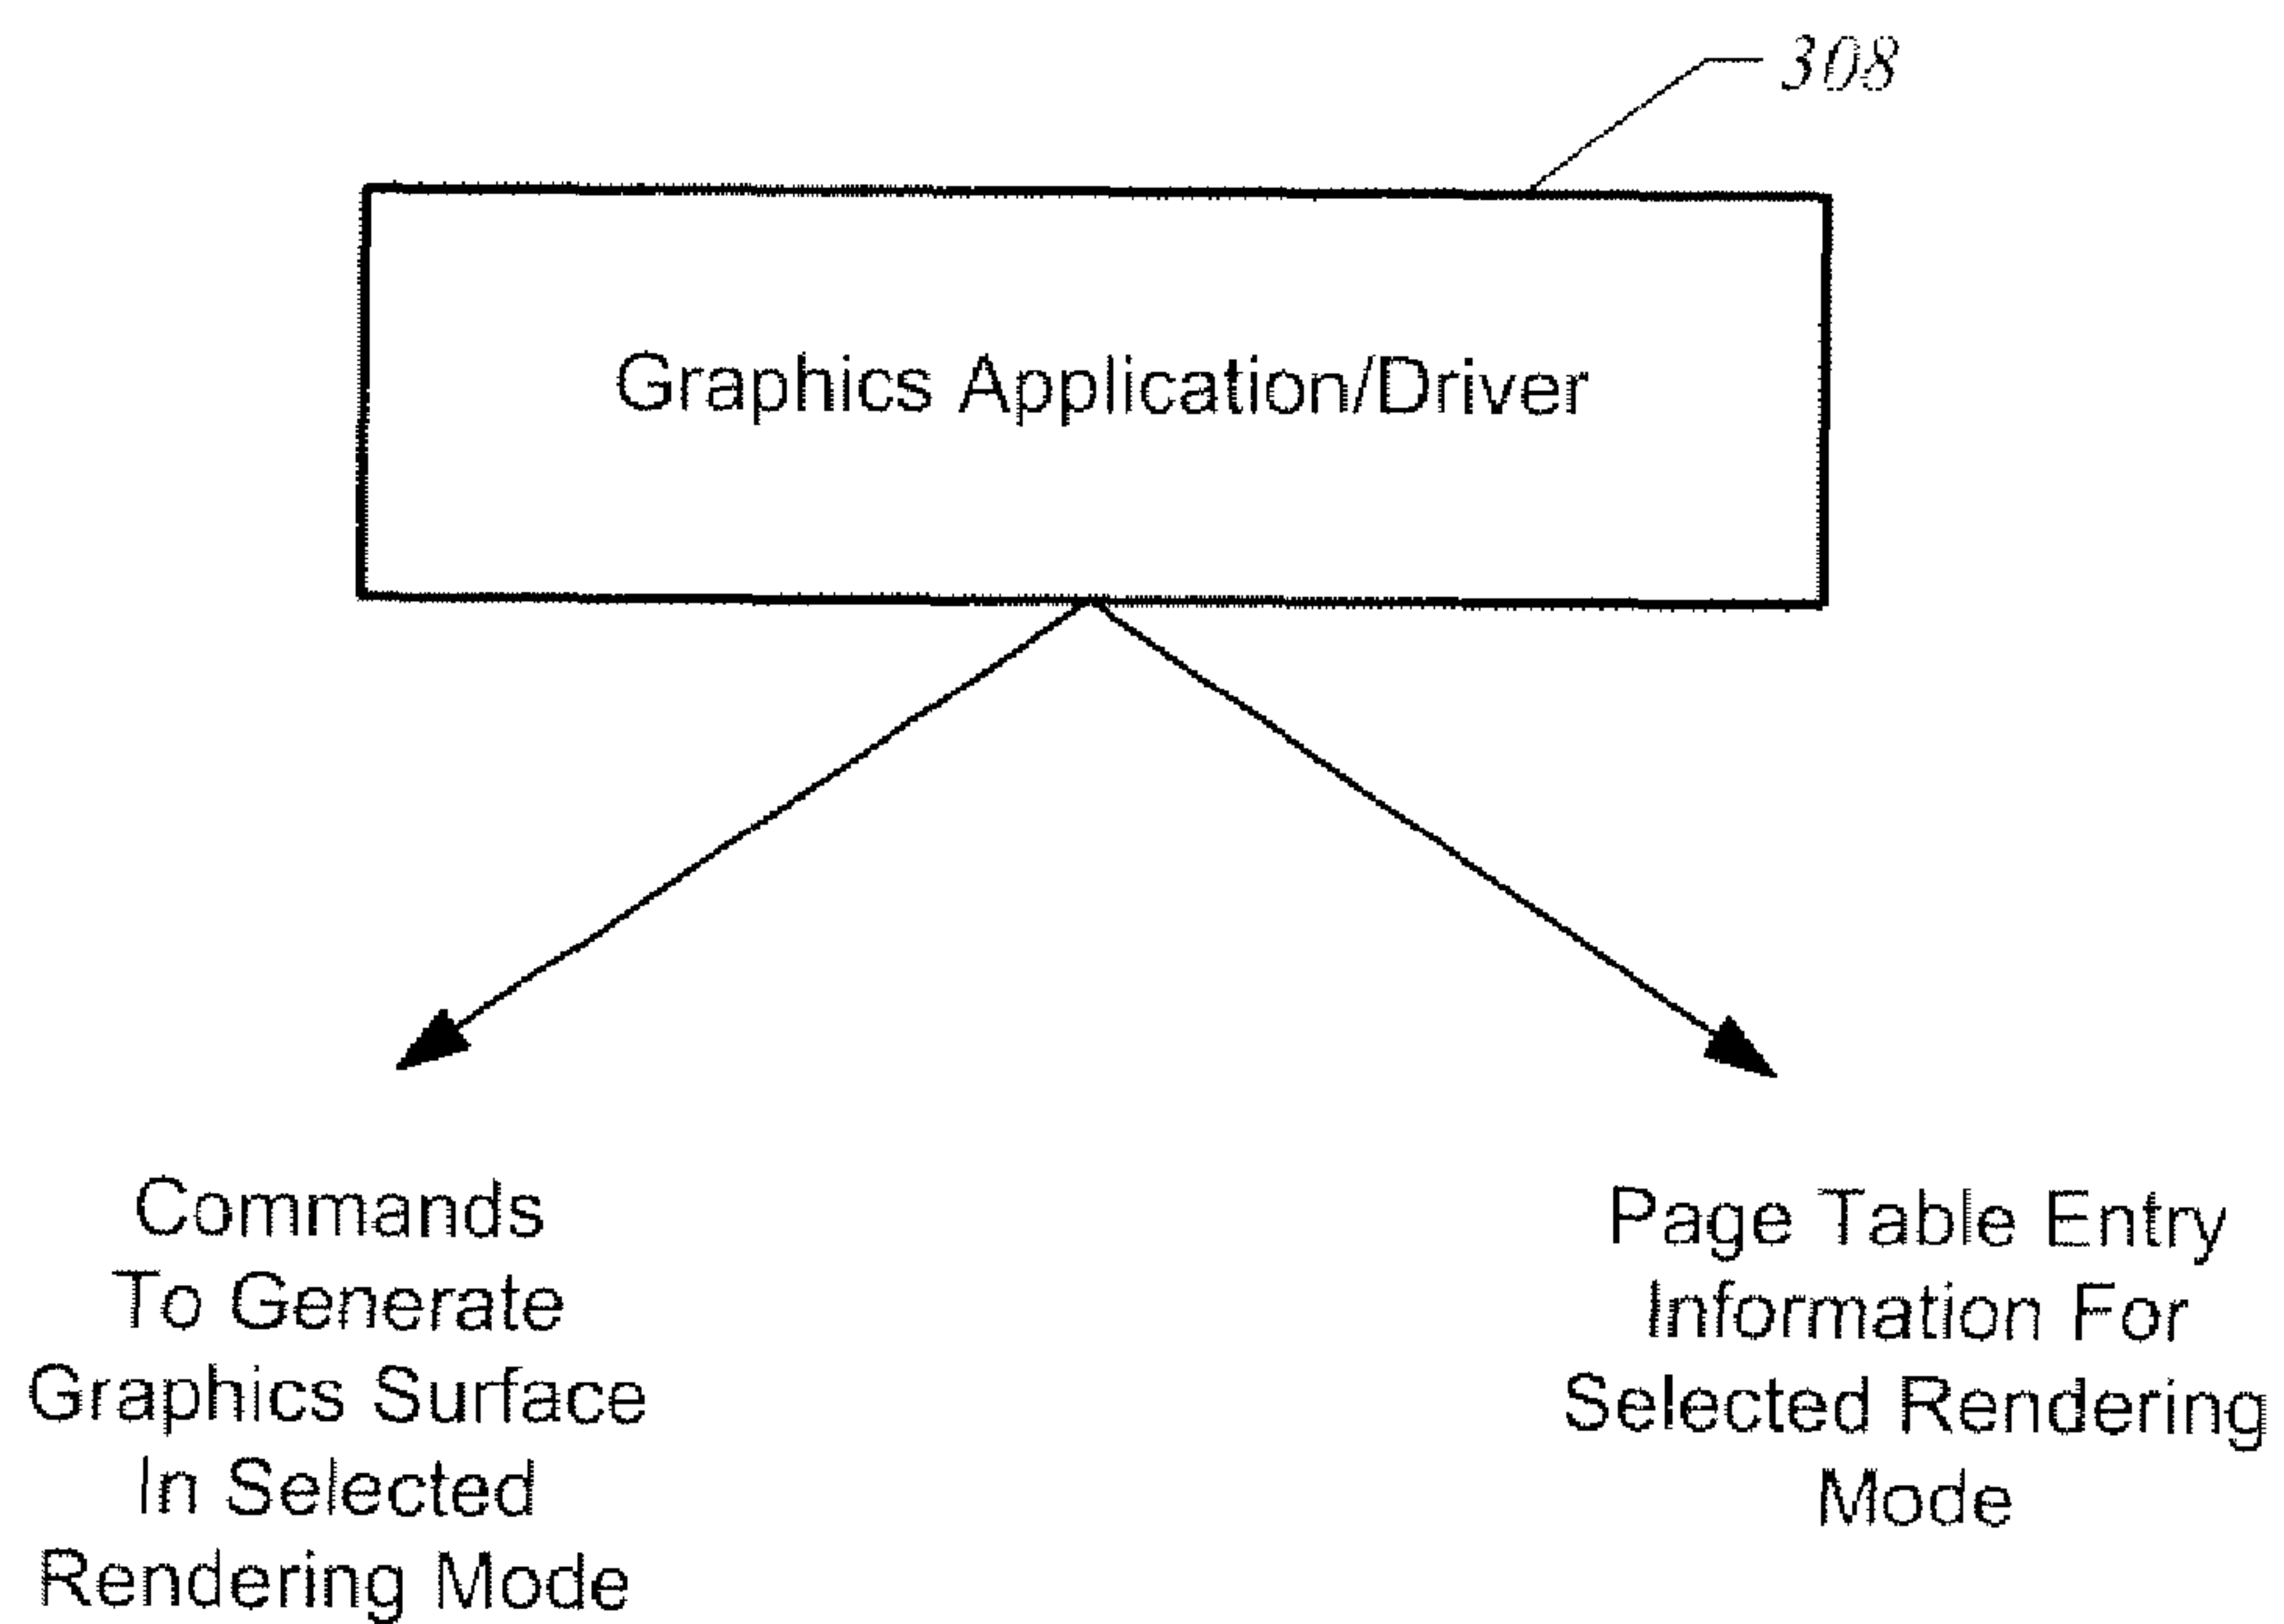 308
Graphics Application/Driver
Commands
To Generate
Graphics Surface
In Selected
Rendering Mode
Page Table Entry
Information For
Selected Rendering
Mode